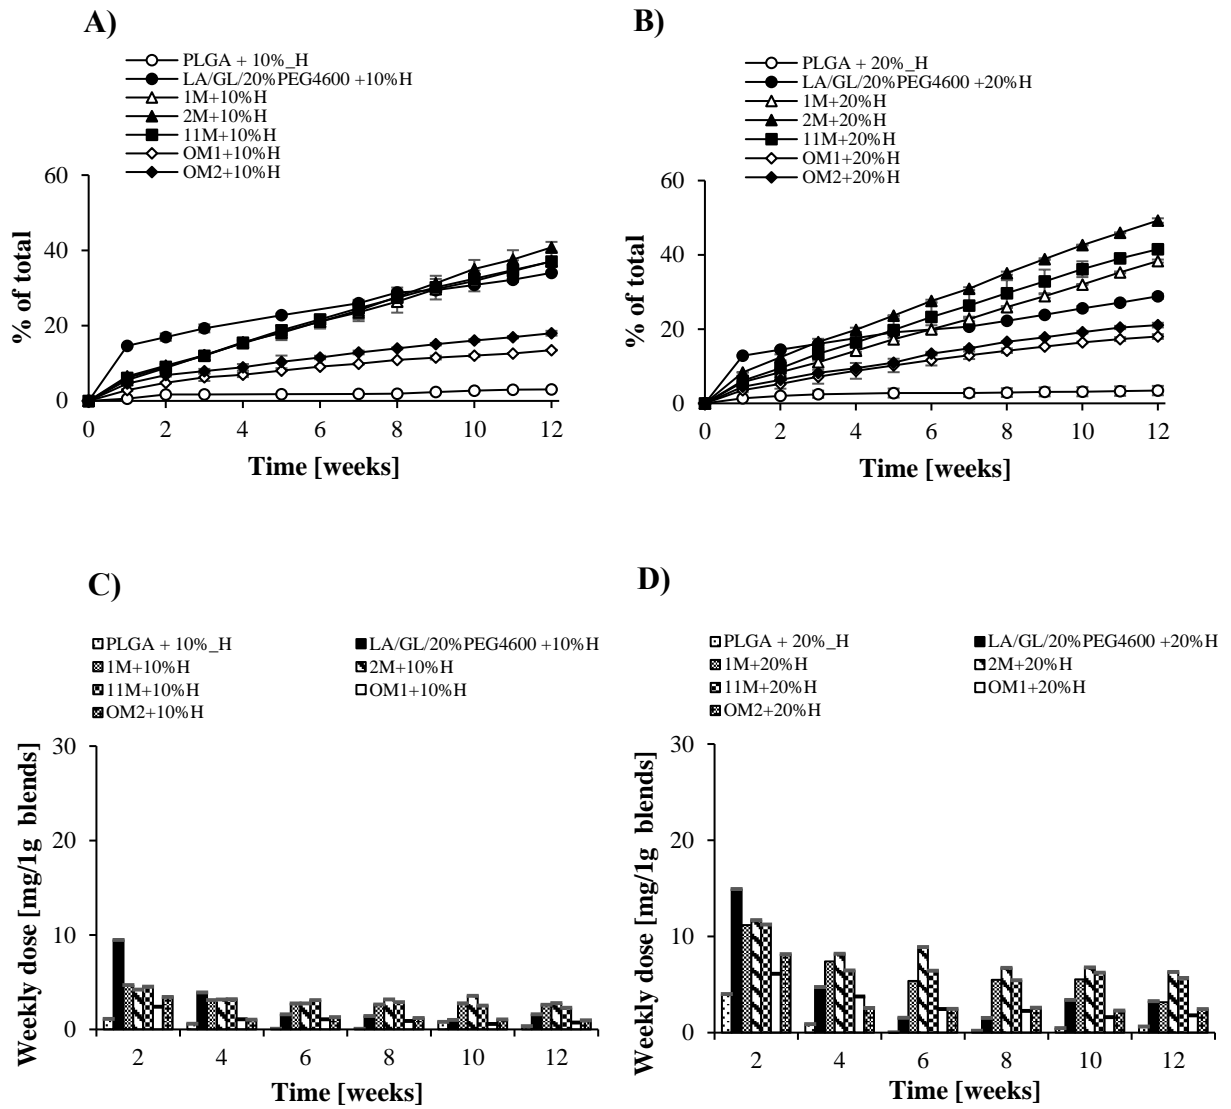 A)
PLGA + 10%_H
LA/GL/20%PEG4600 +10%H
1M+10%H
2M+10%H
11M+10%H
OM1+10%H
OM2+10%H
% of total
60
40
20
0
0 2 4 6 8 10 12
Time [weeks]
B)
PLGA + 20%_H
LA/GL/20%PEG4600 +20%H
1M+20%H
2M+20%H
11M+20%H
OM1+20%H
OM2+20%H
% of total
60
40
20
0
0 2 4 6 8 10 12
Time [weeks]
C)
PLGA + 10%_H LA/GL/20%PEG4600 +10%H
1M+10%H 2M+10%H
11M+10%H OM1+10%H
OM2+10%H
Weekly dose [mg/1g blends]
30
20
10
0
2 4 6 8 10 12
Time [weeks]
D)
PLGA + 20%_H LA/GL/20%PEG4600 +20%H
1M+20%H 2M+20%H
11M+20%H OM1+20%H
OM2+20%H
Weekly dose [mg/1g blends]
30
20
10
0
2 4 6 8 10 12
Time [weeks]